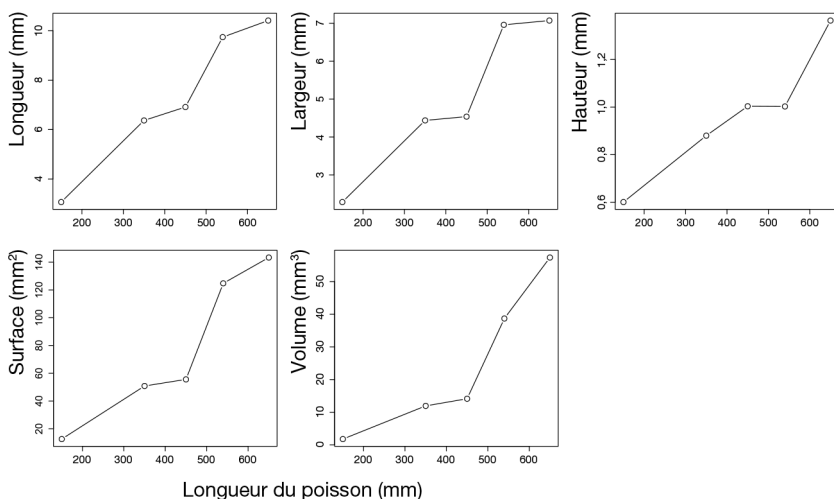 Longueur (mm)
4 6 8 10
200 300 400 500 600
Largeur (mm)
3 4 5 6 7
200 300 400 500 600
Hauteur (mm)
0,6 0,8 1,0 1,2
200 300 400 500 600
Surface (mm²)
20 40 60 80 100 120 140
200 300 400 500 600
Volume (mm³)
0 10 20 30 40 50
200 300 400 500 600
Longueur du poisson (mm)